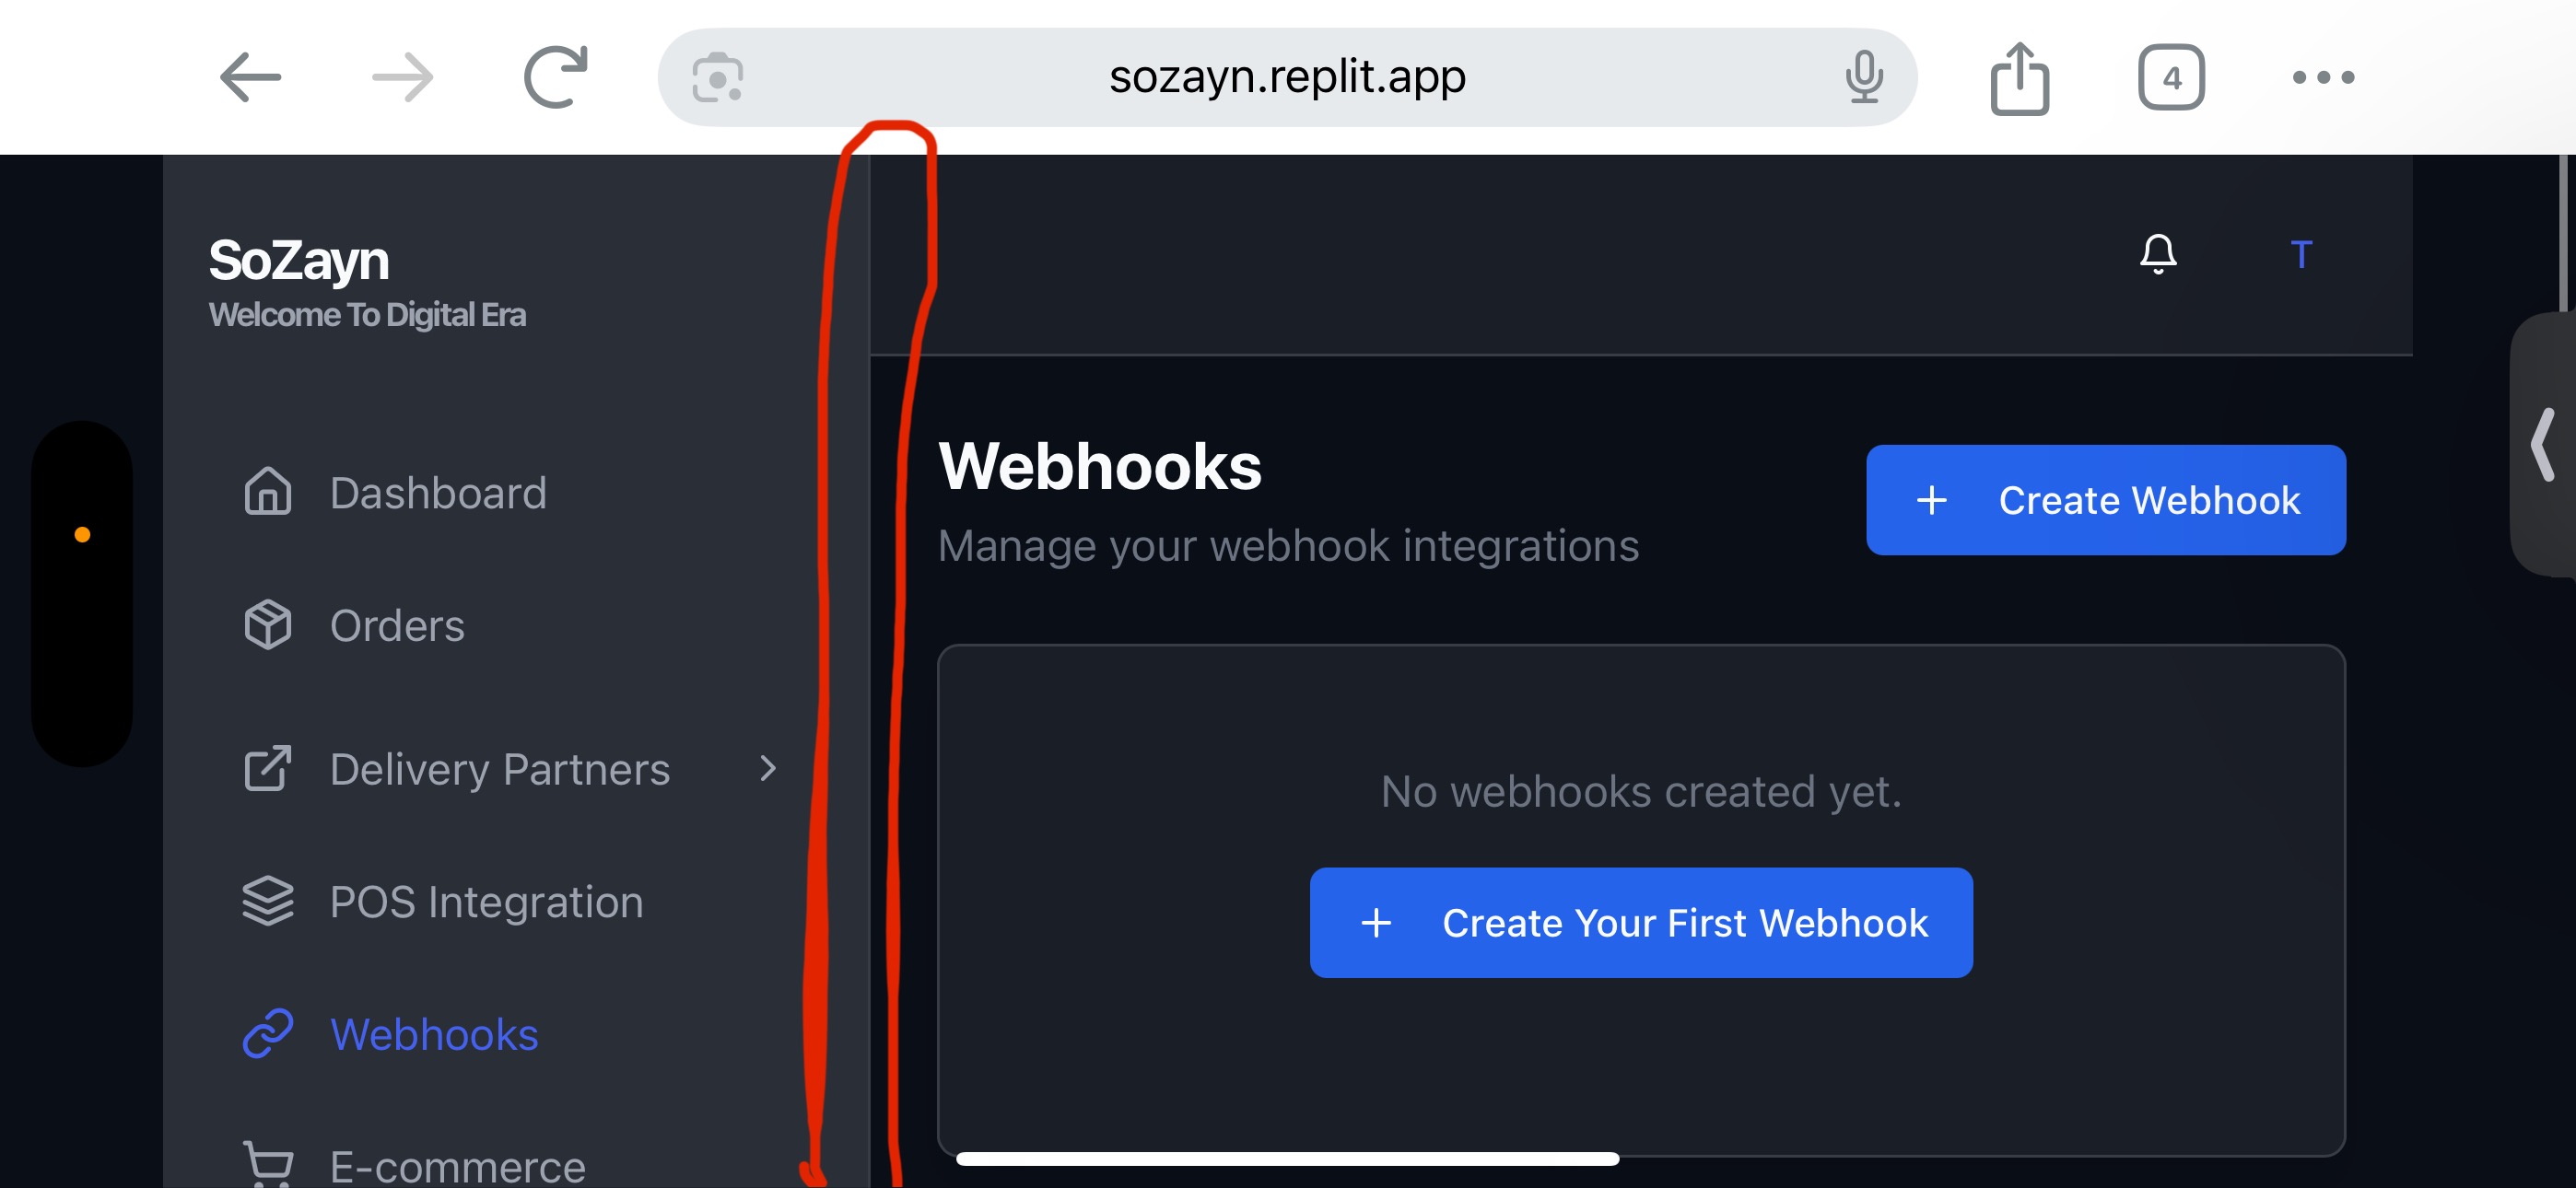 sozayn.replit.app
4
SoZayn
Welcome To Digital Era
T
Dashboard
Orders
Delivery Partners
POS Integration
Webhooks
E-commerce
Webhooks
Manage your webhook integrations
+ Create Webhook
No webhooks created yet.
+ Create Your First Webhook